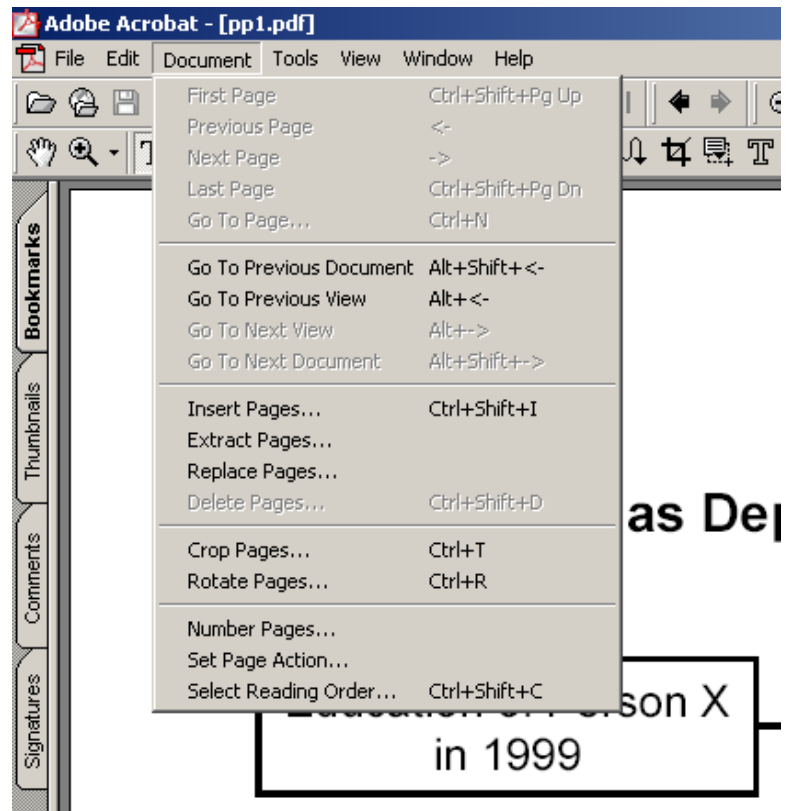 Adobe Acrobat - [pp1.pdf]
File Edit Document Tools View Window Help
First Page Ctrl+Shift+Pg Up
Previous Page <-
Next Page ->
Last Page Ctrl+Shift+Pg Dn
Go To Page... Ctrl+N
Go To Previous Document Alt+Shift+<-
Go To Previous View Alt+<-
Go To Next View Alt+->
Go To Next Document Alt+Shift+->
Insert Pages... Ctrl+Shift+I
Extract Pages...
Replace Pages...
Delete Pages... Ctrl+Shift+D
Crop Pages... Ctrl+T
Rotate Pages... Ctrl+R
Number Pages...
Set Page Action...
Select Reading Order... Ctrl+Shift+C
Bookmarks
Thumbnails
Comments
Signatures
as
Education of Person X
in 1999